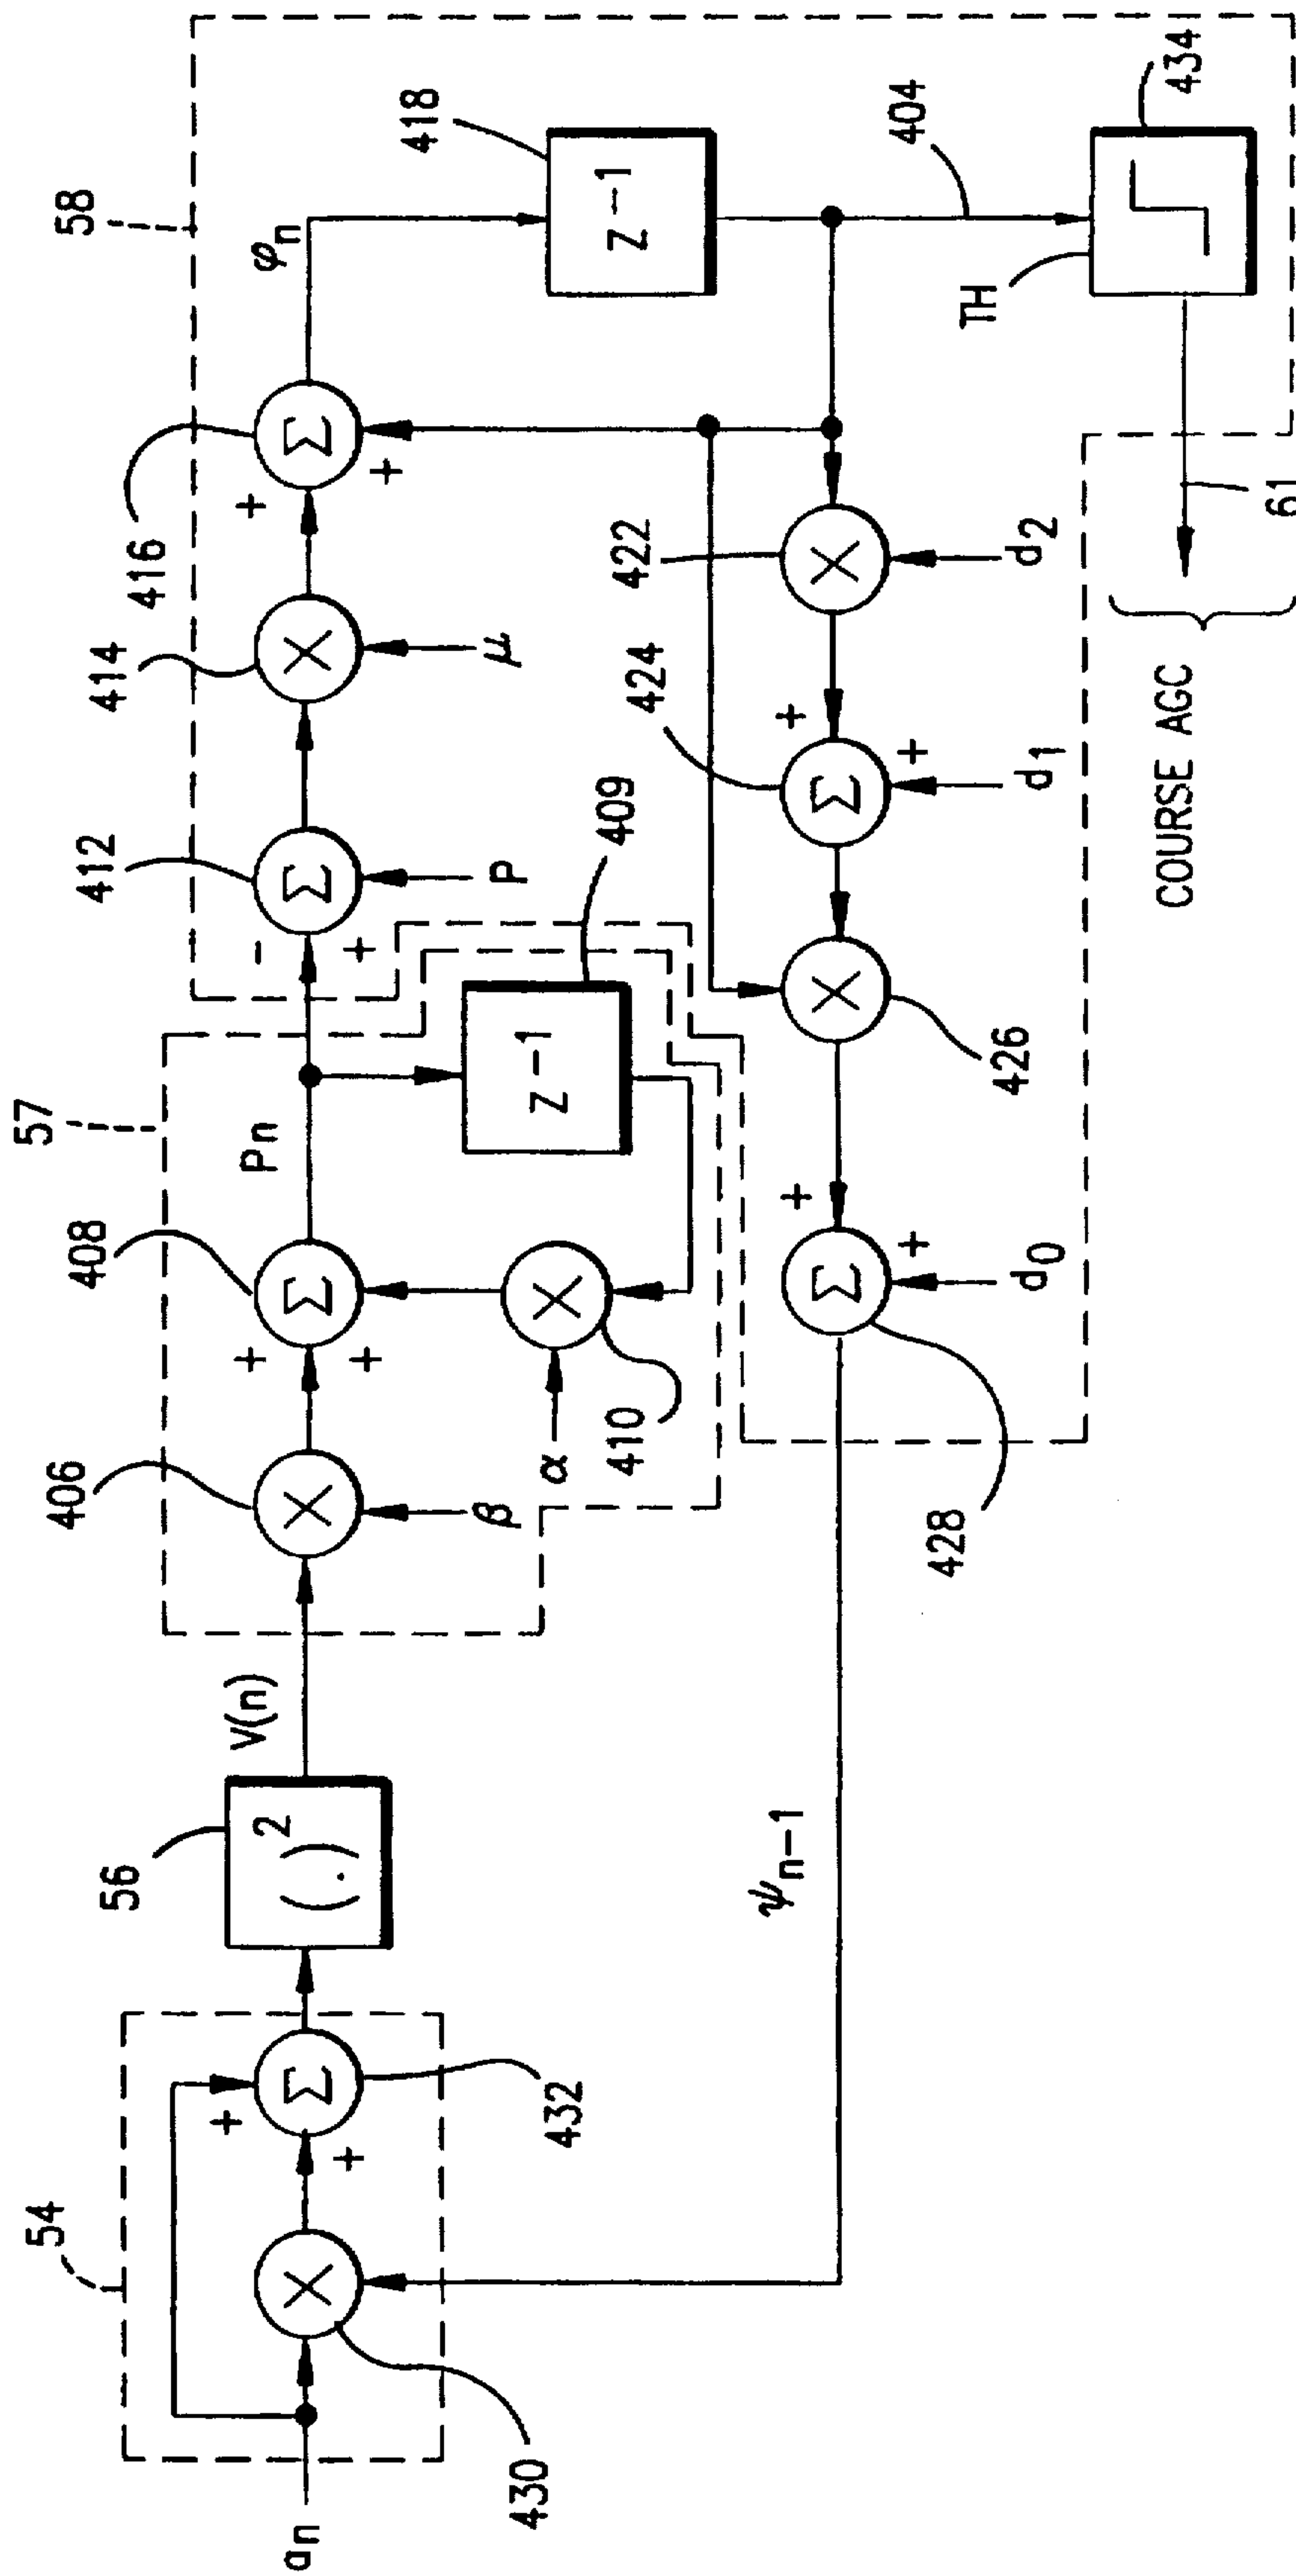 58
57
416
φn
418
Z −1
404
434
TH
61
414
412
Σ
+
+
X
μ
Σ
-
+
P
409
Z −1
Pn
408
Σ
+
+
406
X
β
X
α
410
422
X
d2
424
Σ
+
+
d1
X
426
Σ
+
+
d0
428
COURSE AGC
V(n)
56
(.)2
ψn−1
54
Σ
+
+
432
X
430
an